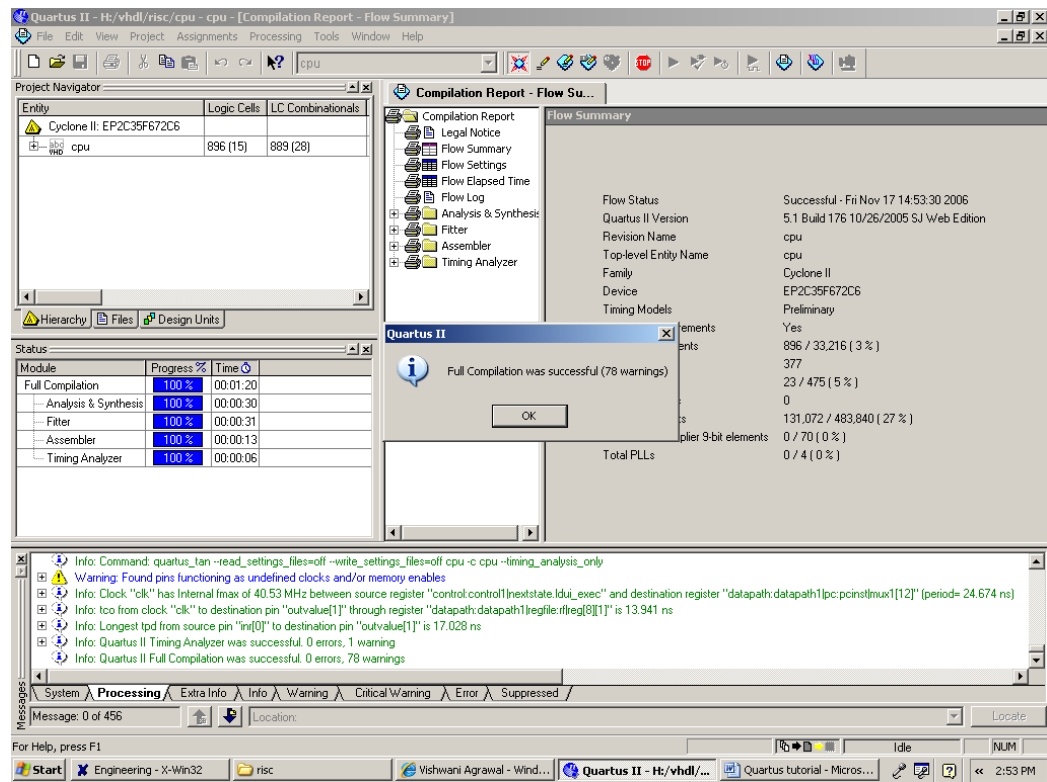 Quartus II - H:/vhdl/risc/cpu - cpu - [Compilation Report - Flow Summary]
File Edit View Project Assignments Processing Tools Window Help
cpu
Project Navigator
Entity Logic Cells LC Combinationals
Cyclone II: EP2C35F672C6
abd VHD cpu 896 (15) 889 (28)
Hierarchy Files Design Units
Status
Module Progress % Time
Full Compilation 100 % 00:01:20
Analysis & Synthesis 100 % 00:00:30
Fitter 100 % 00:00:31
Assembler 100 % 00:00:13
Timing Analyzer 100 % 00:00:06
Compilation Report - Flow Su...
Compilation Report
Legal Notice
Flow Summary
Flow Settings
Flow Elapsed Time
Flow Log
Analysis & Synthesis
Fitter
Assembler
Timing Analyzer
Flow Summary
Flow Status Successful - Fri Nov 17 14:53:30 2006
Quartus II Version 5.1 Build 176 10/26/2005 SJ Web Edition
Revision Name cpu
Top-level Entity Name cpu
Family Cyclone II
Device EP2C35F672C6
Timing Models Preliminary
rements Yes
ents 896 / 33,216 ( 3 % )
377
23 / 475 ( 5 % )
0
s 131,072 / 483,840 ( 27 % )
plier 9-bit elements 0 / 70 ( 0 % )
Total PLLs 0 / 4 ( 0 % )
Quartus II
Full Compilation was successful (78 warnings)
OK
Info: Command: quartus_tan --read_settings_files=off --write_settings_files=off cpu -c cpu --timing_analysis_only
Warning: Found pins functioning as undefined clocks and/or memory enables
Info: Clock "clk" has Internal fmax of 40.53 MHz between source register "control:control1|nextstate.ldui_exec" and destination register "datapath:datapath1|pc:pcinst|mux1[12]" (period= 24.674 ns)
Info: tco from clock "clk" to destination pin "outvalue[1]" through register "datapath:datapath1|regfile:rf|reg[8][1]" is 13.941 ns
Info: Longest tpd from source pin "inr[0]" to destination pin "outvalue[1]" is 17.028 ns
Info: Quartus II Timing Analyzer was successful. 0 errors, 1 warning
Info: Quartus II Full Compilation was successful. 0 errors, 78 warnings
System Processing Extra Info Info Warning Critical Warning Error Suppressed
Messages
Message: 0 of 456 Location: Locate
For Help, press F1 Idle NUM
Start Engineering - X-Win32 risc Vishwani Agrawal - Wind... Quartus II - H:/vhdl/... Quartus tutorial - Micros... 2:53 PM